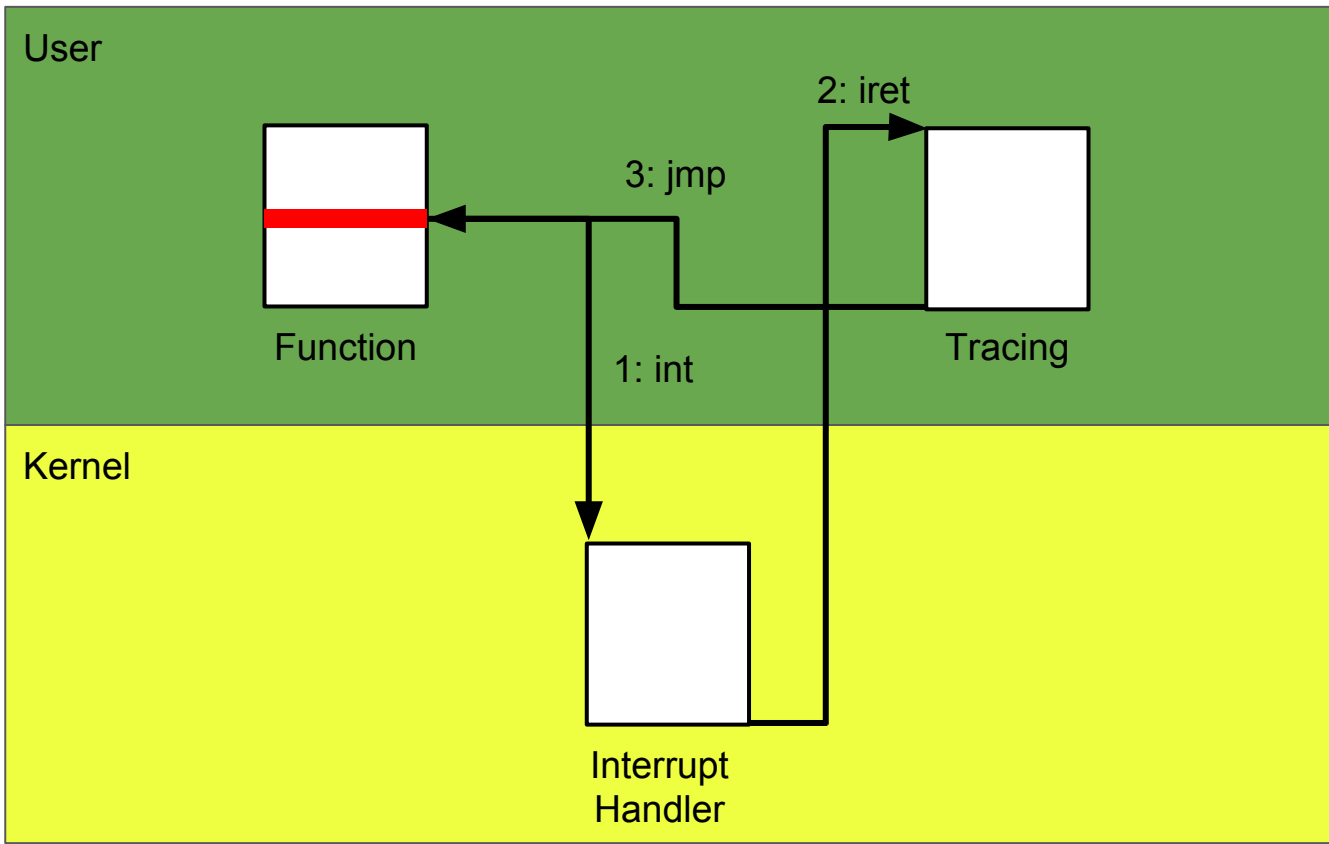 User
2: iret
3: jmp
Function
Tracing
1: int
Kernel
Interrupt
Handler